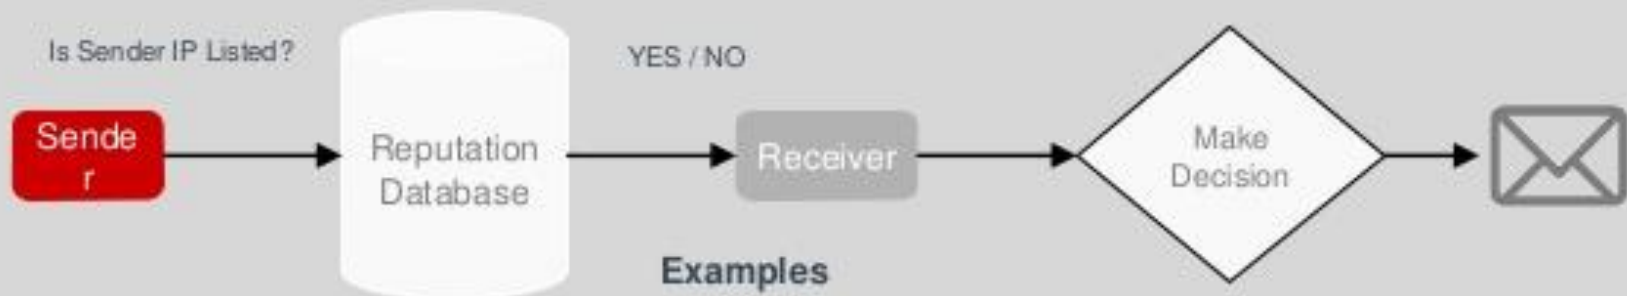 Is Sender IP Listed?
YES / NO
Sende
r
Reputation
Database
Receiver
Make
Decision
Examples